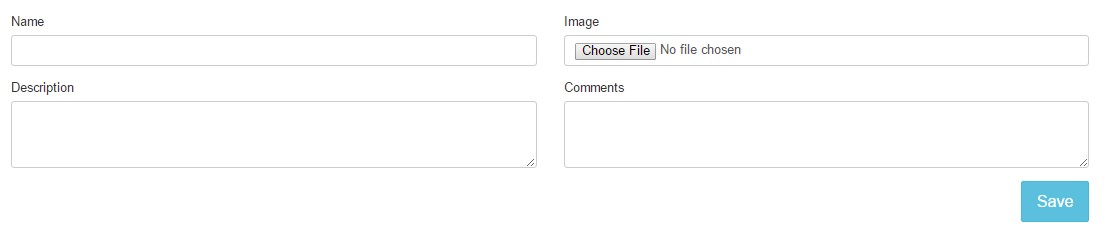 Name
Image
Choose File No file chosen
Description
Comments
Save